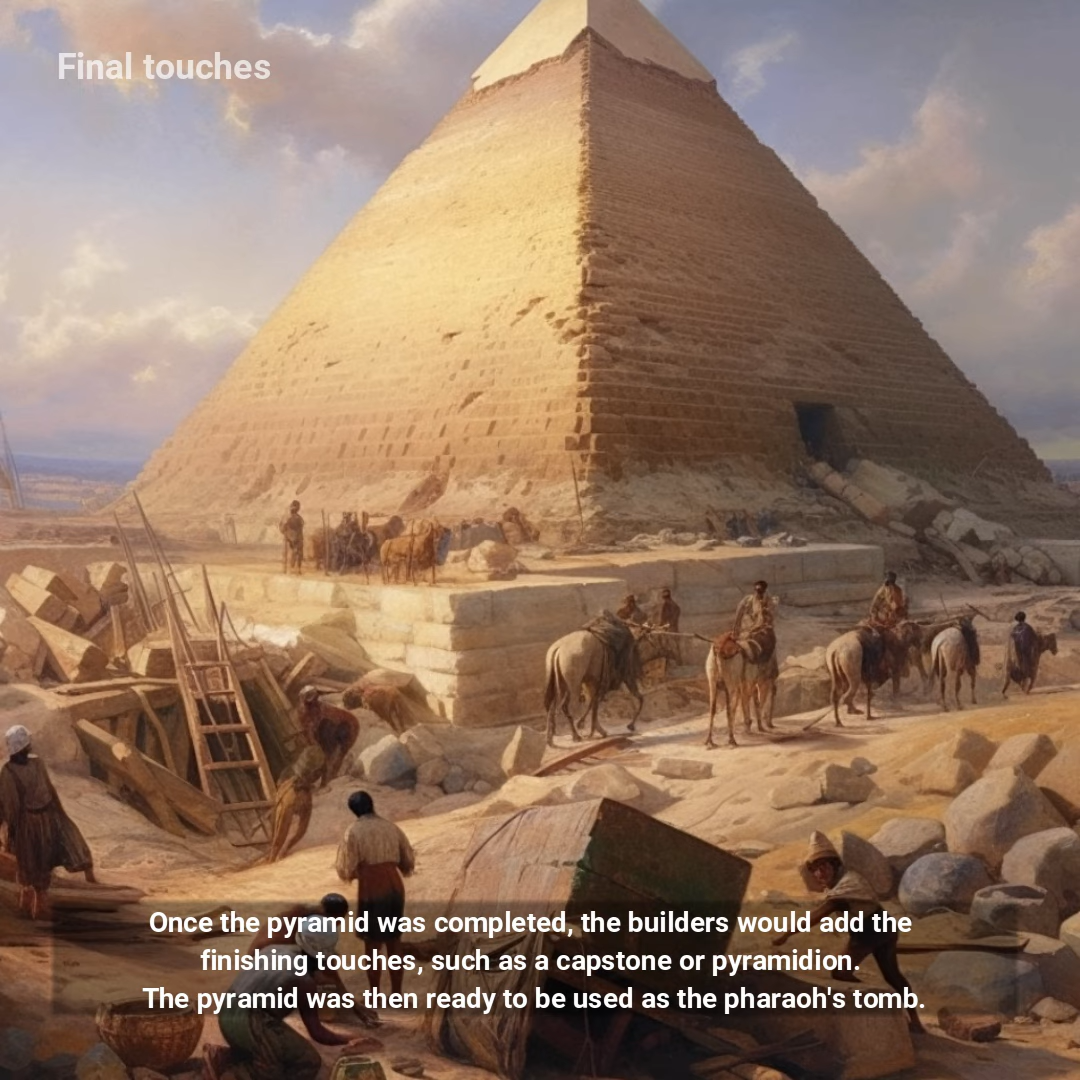 Final touches
Once the pyramid was completed, the builders would add the
finishing touches, such as a capstone or pyramidion.
The pyramid was then ready to be used as the pharaoh's tomb.